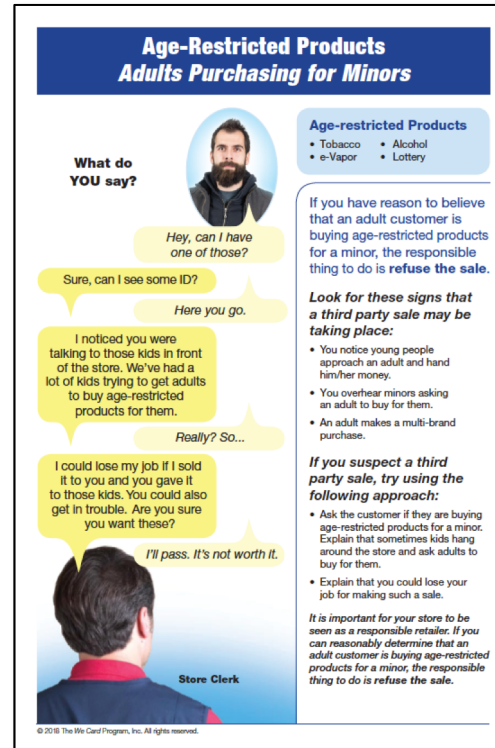 Age-Restricted Products
Adults Purchasing for Minors
What do
YOU say?
Hey, can I have
one of those?
Sure, can I see some ID?
Here you go.
I noticed you were
talking to those kids in front
of the store. We've had a
lot of kids trying to get adults
to buy age-restricted
products for them.
Really? So...
I could lose my job if I sold
it to you and you gave it
to those kids. You could also
get in trouble. Are you sure
you want these?
I'll pass. It's not worth it.
Store Clerk
Age-restricted Products
• Tobacco • Alcohol
• e-Vapor • Lottery
If you have reason to believe
that an adult customer is
buying age-restricted products
for a minor, the responsible
thing to do is refuse the sale.
Look for these signs that
a third party sale may be
taking place:
• You notice young people
approach an adult and hand
him/her money.
• You overhear minors asking
an adult to buy for them.
• An adult makes a multi-brand
purchase.
If you suspect a third
party sale, try using the
following approach:
• Ask the customer if they are buying
age-restricted products for a minor.
Explain that sometimes kids hang
around the store and ask adults to
buy for them.
• Explain that you could lose your
job for making such a sale.
It is important for your store to be
seen as a responsible retailer. If you
can reasonably determine that an
adult customer is buying age-restricted
products for a minor, the responsible
thing to do is refuse the sale.
© 2018 The We Card Program, Inc. All rights reserved.